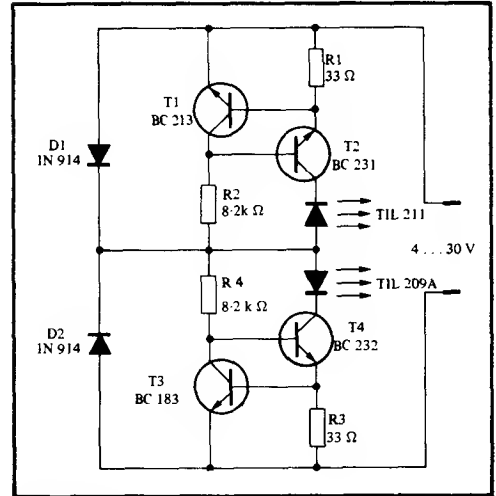 R1
33 Ω
T1
BC 213
T2
BC 231
D1
1N 914
R2
8·2k Ω
TIL 211
4 . . . 30 V
R 4
8.2 k Ω
TIL 209A
T4
BC 232
D2
1N 914
T3
BC 183
R3
33 Ω